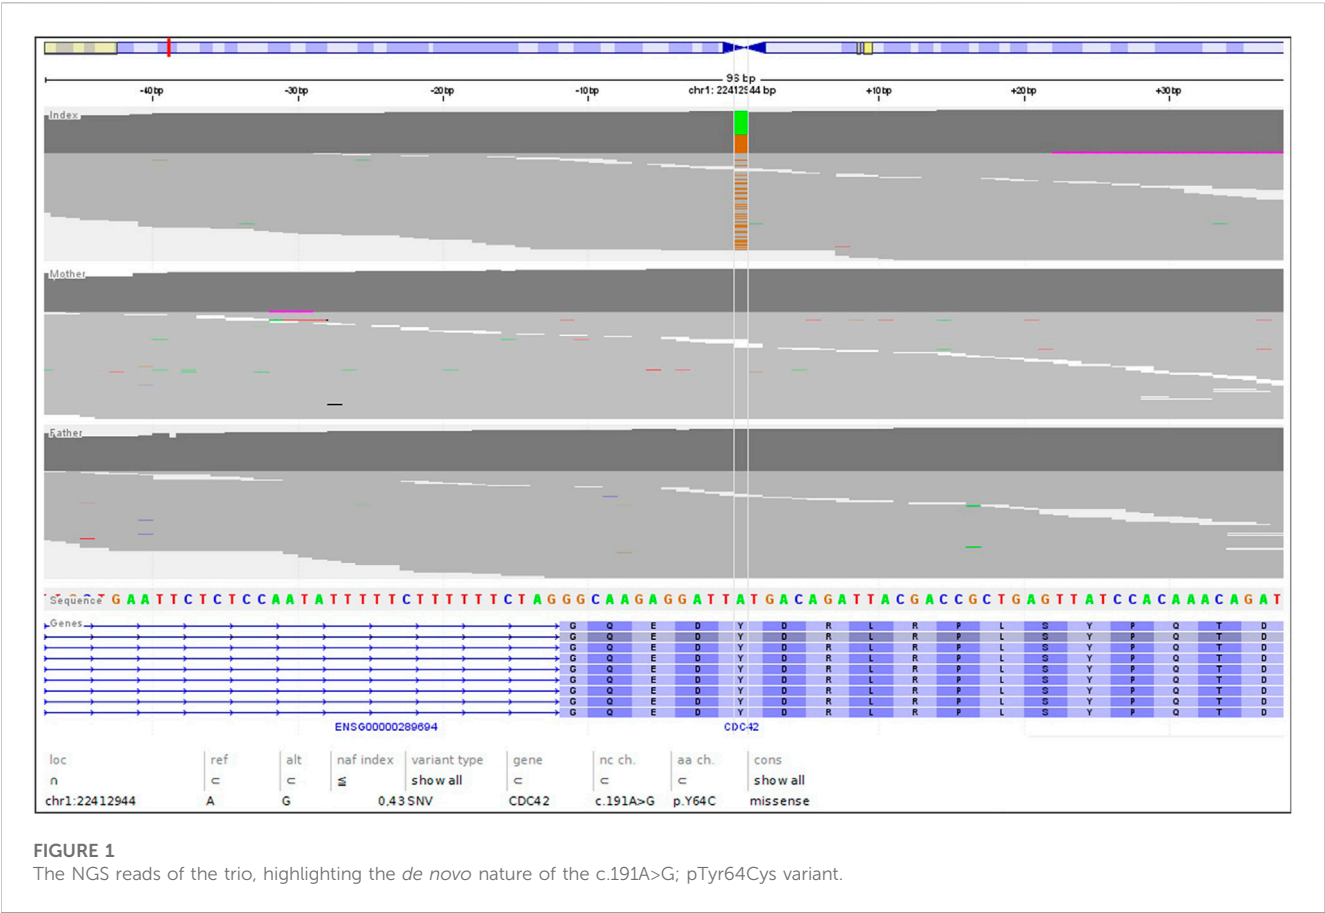 96 bp
-40 bp -30 bp -20 bp -10 bp chr1: 22412944 bp +10 bp +20 bp +30 bp
Index
Mother
Father
Sequence G A A T T C T C T C C A A T A T T T T T C T T T T T T C T A G G G C A A G A G G A T T A T G A C A G A T T A C G A C C G C T G A G T T A T C C A C A A A C A G A T
Genes G Q E D Y D R L R P L S Y P Q T D
G Q E D Y D R L R P L S Y P Q T D
G Q E D Y D R L R P L S Y P Q T D
G Q E D Y D R L R P L S Y P Q T D
G Q E D Y D R L R P L S Y P Q T D
G Q E D Y D R L R P L S Y P Q T D
G Q E D Y D R L R P L S Y P Q T D
G Q E D Y D R L R P L S Y P Q T D
G Q E D Y D R L R P L S Y P Q T D
ENSG00000289694 CDC42
loc ref alt naf index variant type gene nc ch. aa ch. cons
∩ ⊂ ⊂ ≦ show all ⊂ ⊂ ⊂ show all
chr1:22412944 A G 0,43 SNV CDC42 c.191A>G p.Y64C missense
FIGURE 1
The NGS reads of the trio, highlighting the de novo nature of the c.191A>G; pTyr64Cys variant.